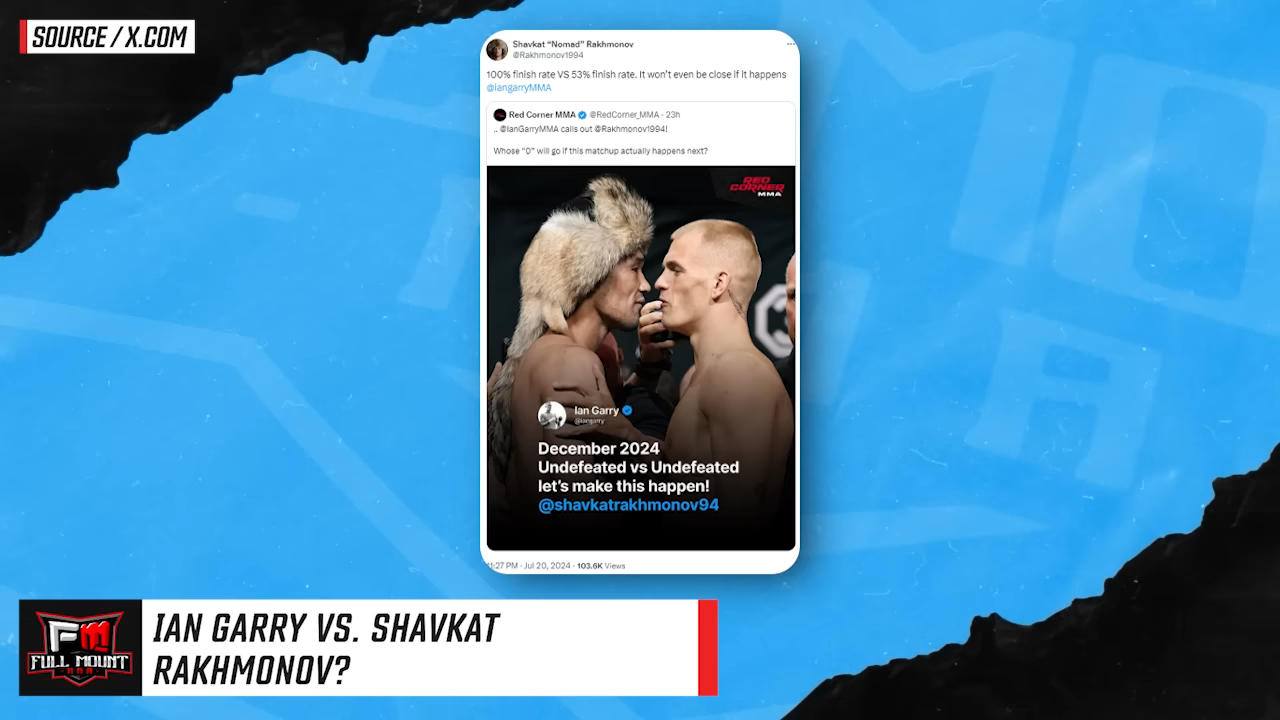 SOURCE / X.COM
Shavkat “Nomad” Rakhmonov
@Rakhmonov1994
100% finish rate VS 53% finish rate. It won’t even be close if it happens
@iangarryMMA
Red Corner MMA @RedCorner_MMA · 23h
.. @IanGarryMMA calls out @Rakhmonov1994!
Whose “0” will go if this matchup actually happens next?
RED
CORNER
MMA
Ian Garry
@iangarry
December 2024
Undefeated vs Undefeated
let’s make this happen!
@shavkatrakhmonov94
11:27 PM · Jul 20, 2024 · 103.6K Views
FM
FULL MOUNT
MMA
IAN GARRY VS. SHAVKAT
RAKHMONOV?